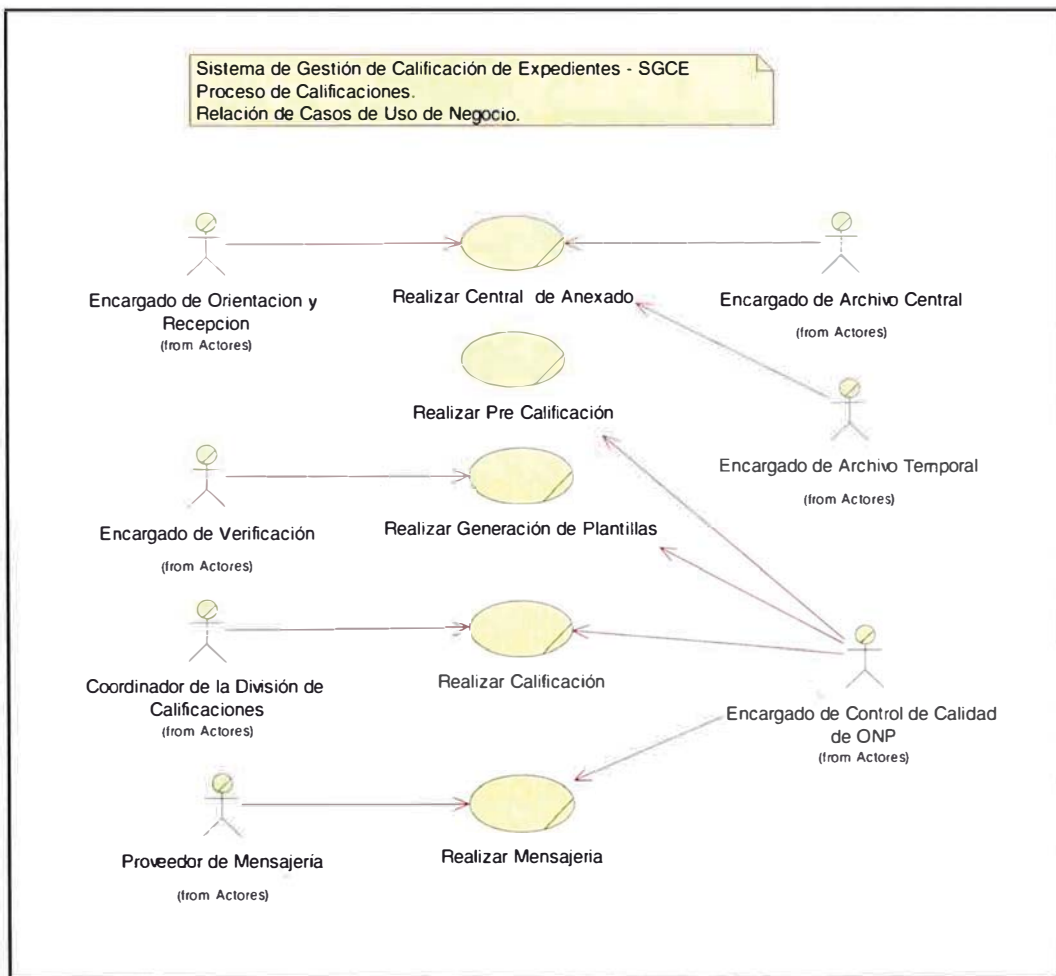 Sistema de Gestión de Calificación de Expedientes - SGCE
Proceso de Calificaciones.
Relación de Casos de Uso de Negocio.
Encargado de Orientacion y
Recepcion
(from Actores)
Realizar Central de Anexado
Encargado de Archivo Central
(from Actores)
Realizar Pre Calificación
Encargado de Archivo Temporal
(from Actores)
Encargado de Verificación
(from Actores)
Realizar Generación de Plantillas
Coordinador de la División de
Calificaciones
(from Actores)
Realizar Calificación
Encargado de Control de Calidad
de ONP
(from Actores)
Proveedor de Mensajería
(from Actores)
Realizar Mensajeria